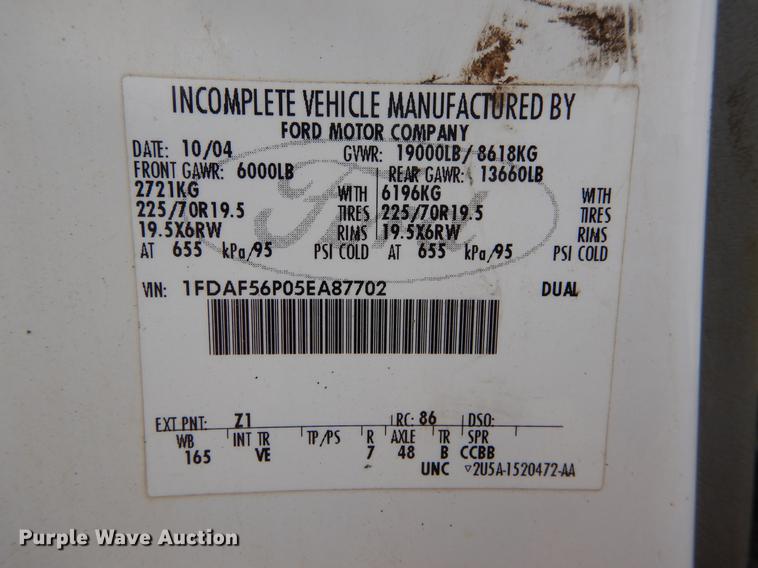 INCOMPLETE VEHICLE MANUFACTURED BY
FORD MOTOR COMPANY
DATE: 10/04 GVWR: 19000LB/ 8618KG
FRONT GAWR: 6000LB REAR GAWR: 13660LB
2721KG WITH 6196KG WITH
225/70R19.5 TIRES 225/70R19.5 TIRES
19.5X6RW RIMS 19.5X6RW RIMS
AT 655 kPa/95 PSI COLD AT 655 kPa/95 PSI COLD
Ford
VIN: 1FDAF56P05EA87702 DUAL
EXT PNT: Z1 RC: 86 DSO:
WB INT TR TP/PS R AXLE TR SPR
165 VE 7 48 B CCBB
UNC ▽2U5A-1520472-AA
Purple Wave Auction